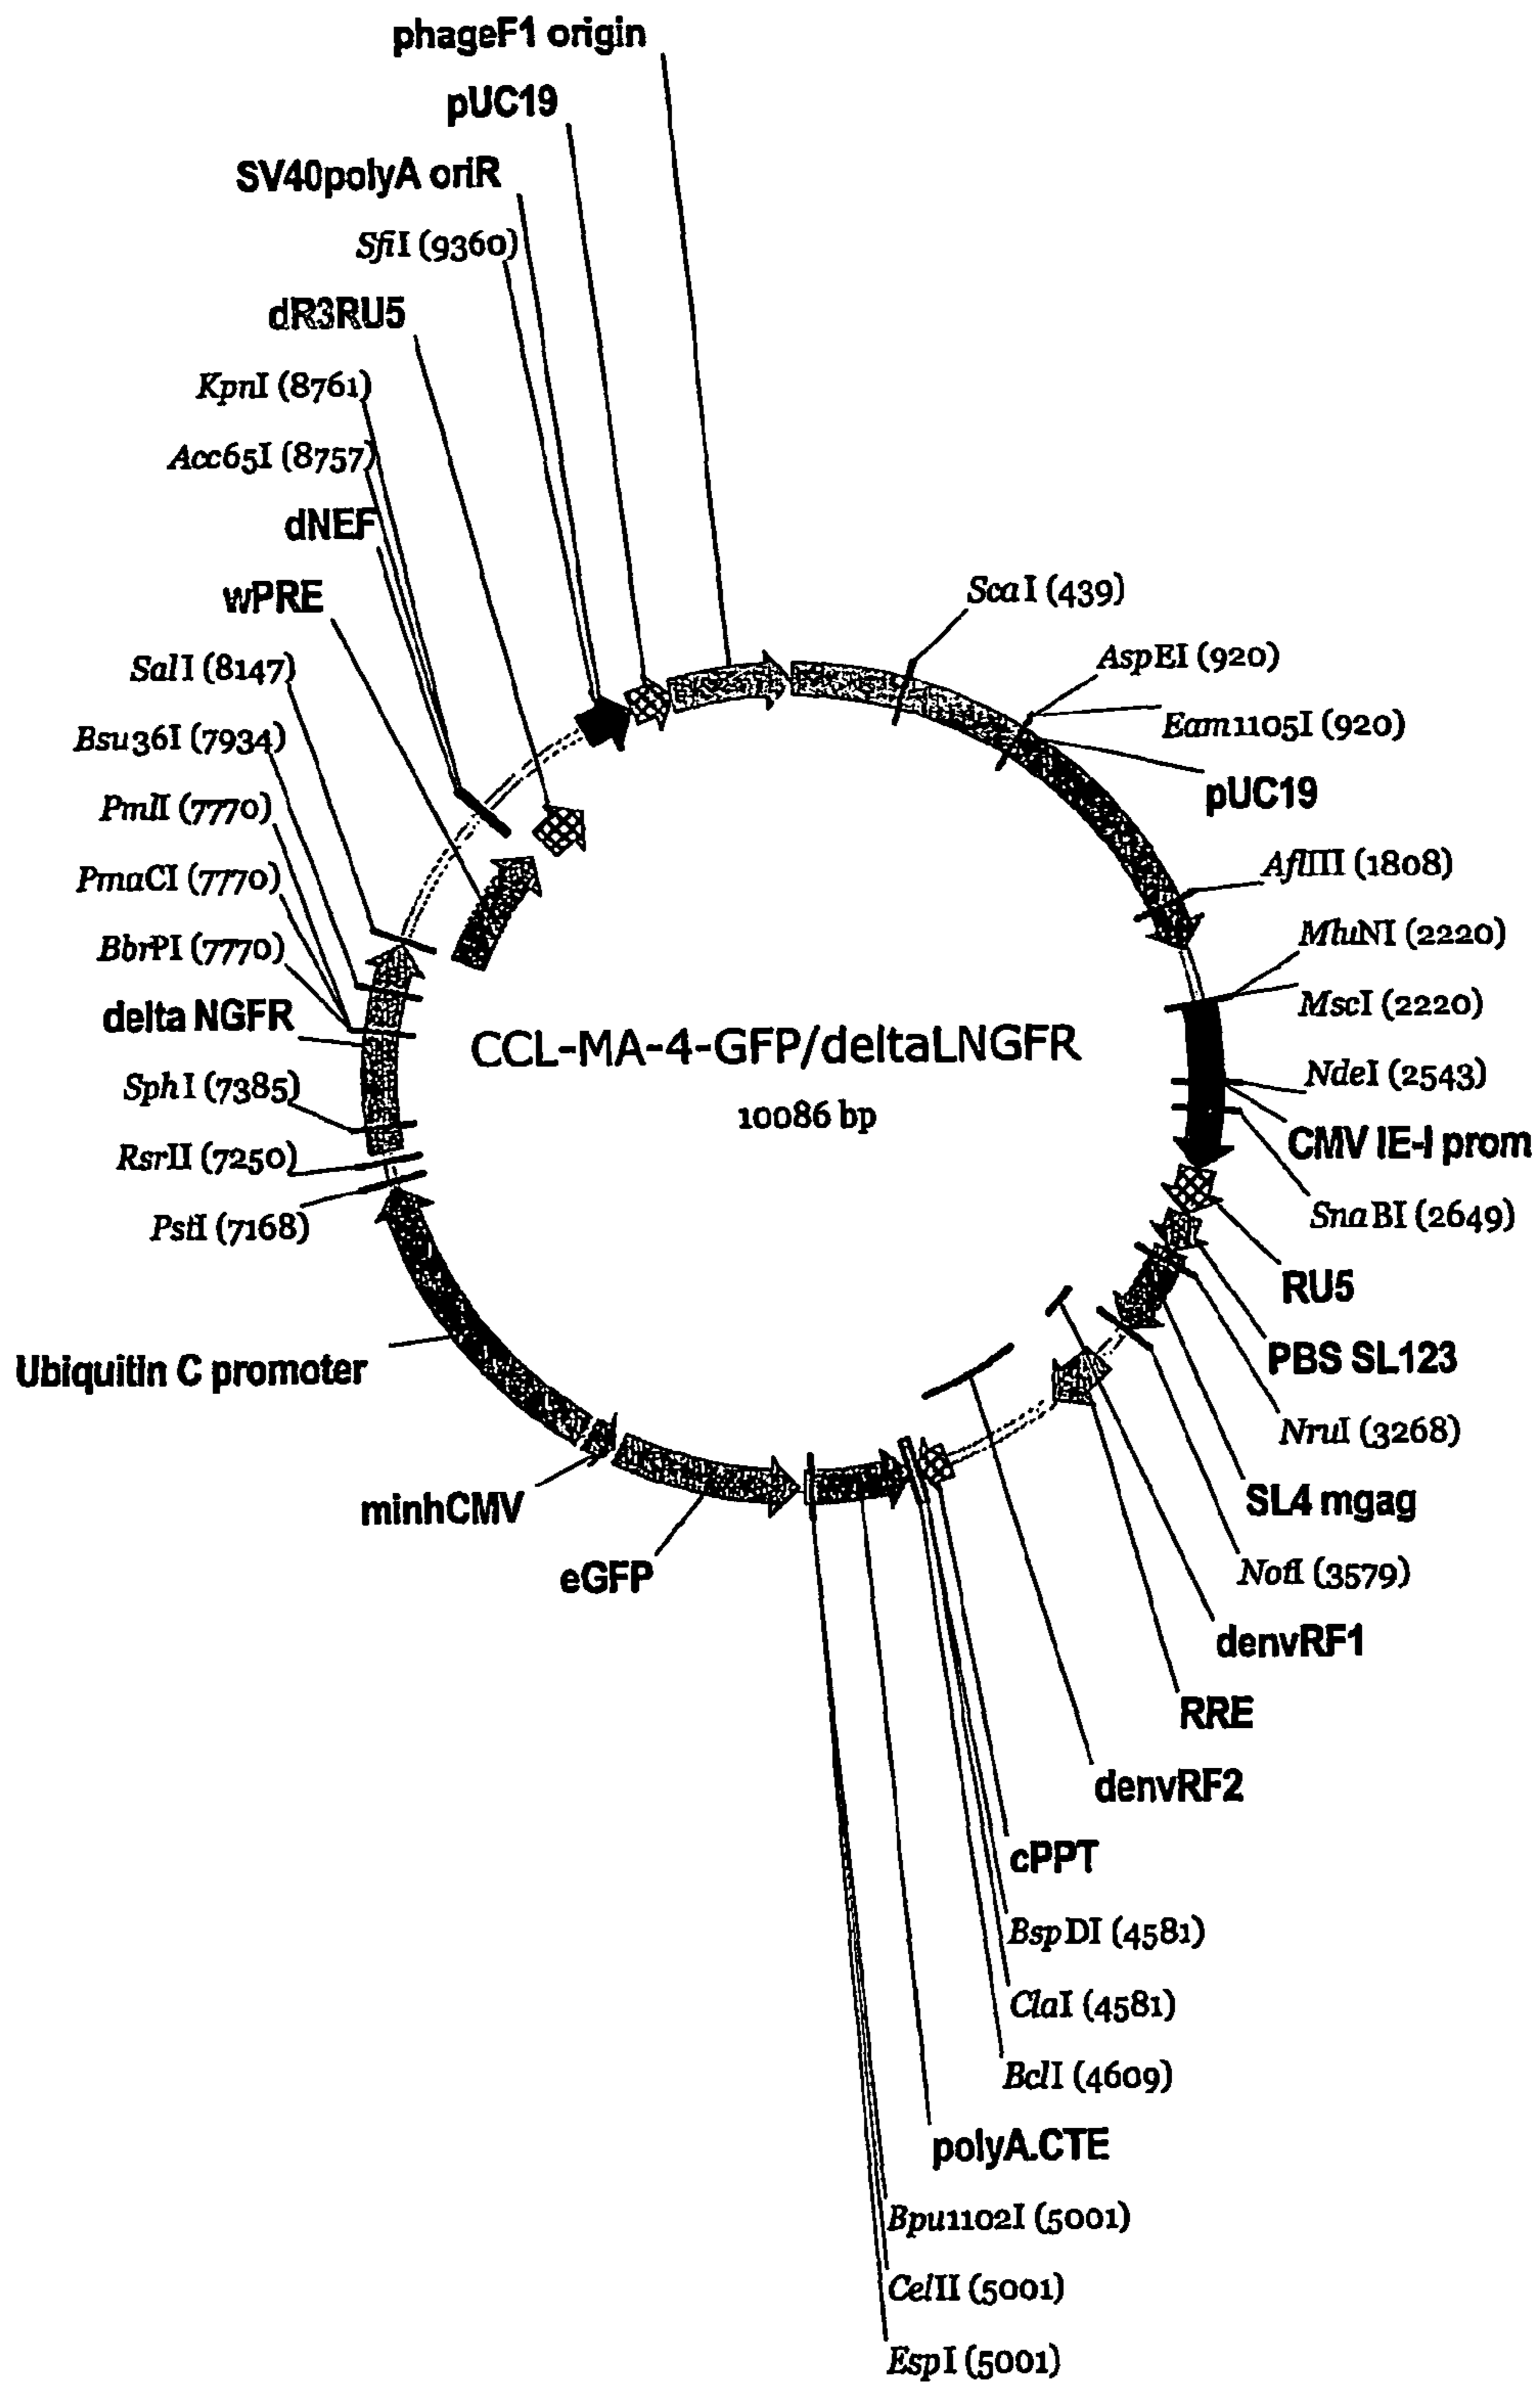 phageF1 origin
pUC19
SV40polyA oriR
SfiI (9360)
dR3RU5
KpnI (8761)
Acc65I (8757)
dNEF
wPRE
SalI (8147)
Bsu36I (7934)
PmlI (7770)
PmaCI (7770)
BbrPI (7770)
delta NGFR
SphI (7385)
RsrII (7250)
PstI (7168)
Ubiquitin C promoter
minhCMV
eGFP
CCL-MA-4-GFP/deltaLNGFR
10086 bp
ScaI (439)
AspEI (920)
Eam1105I (920)
pUC19
AflIII (1808)
MluNI (2220)
MscI (2220)
NdeI (2543)
CMV IE-I prom
SnaBI (2649)
RU5
PBS SL123
NruI (3268)
SL4 mgag
NotI (3579)
denvRF1
RRE
denvRF2
cPPT
BspDI (4581)
ClaI (4581)
BclI (4609)
polyA.CTE
Bpu1102I (5001)
CelII (5001)
EspI (5001)